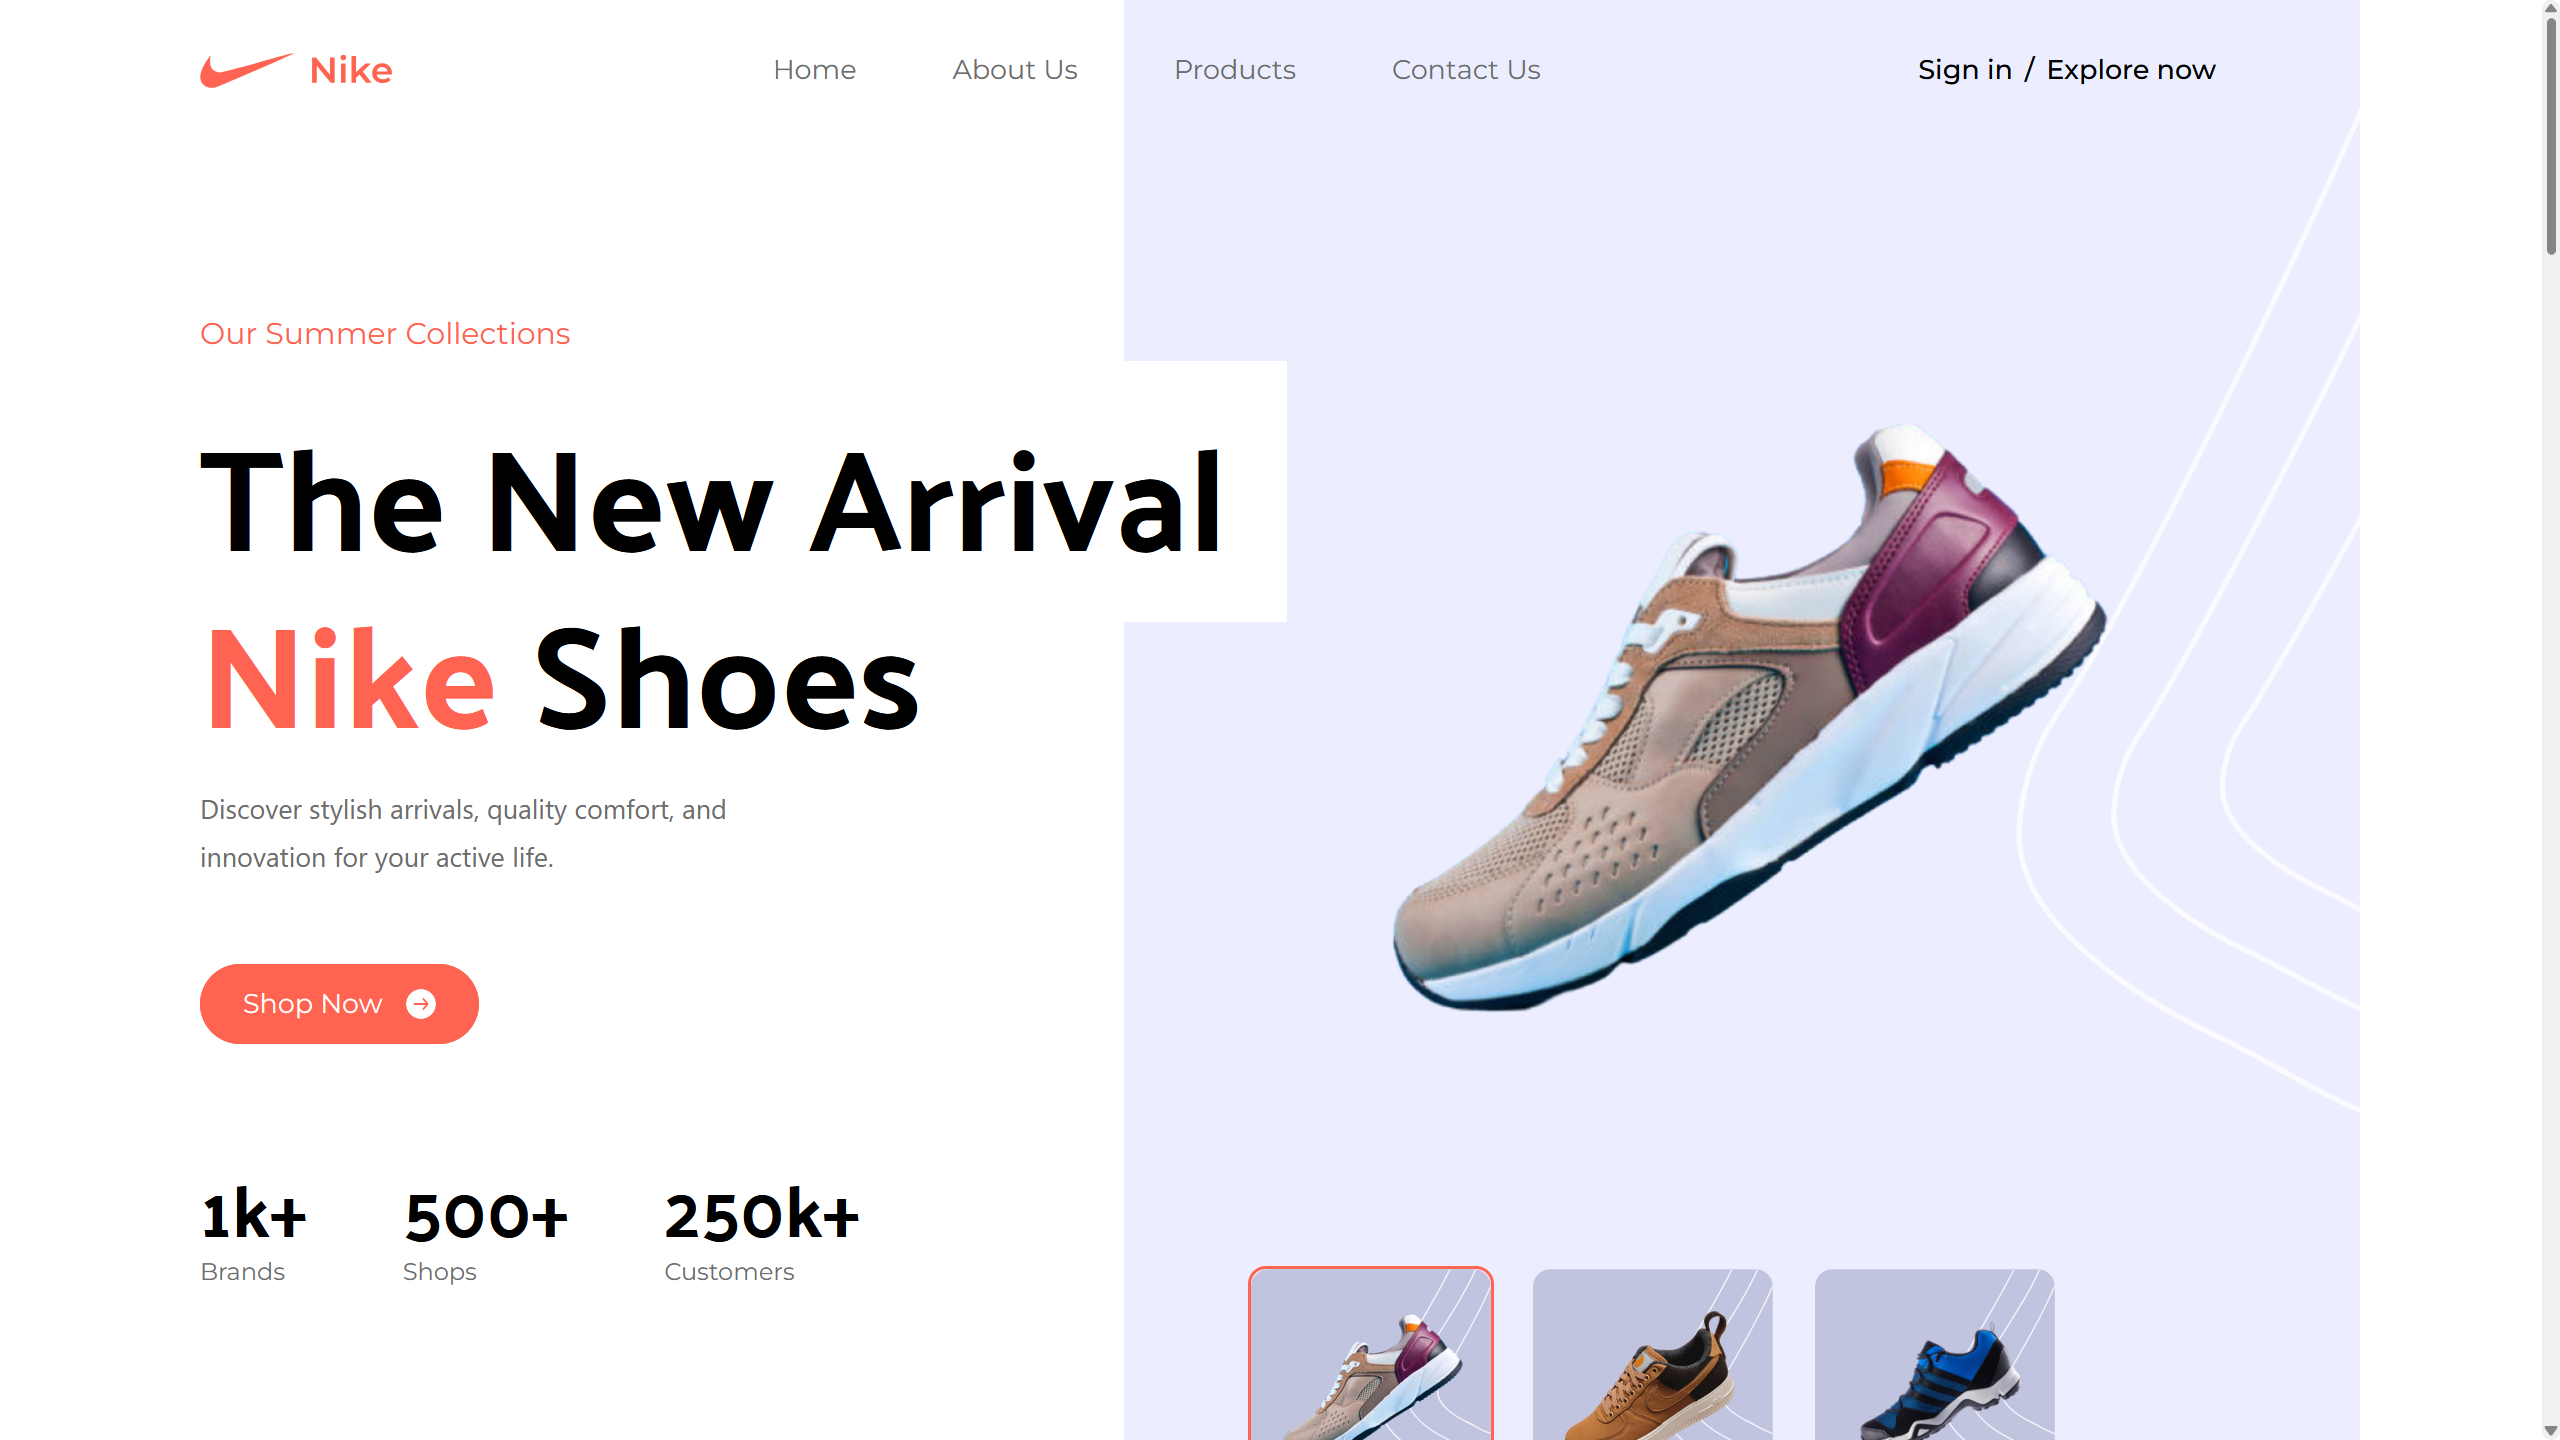 Nike
Home
About Us
Products
Contact Us
Sign in / Explore now
Our Summer Collections
The New Arrival
Nike Shoes
Discover stylish arrivals, quality comfort, and
innovation for your active life.
Shop Now
1k+
Brands
500+
Shops
250k+
Customers